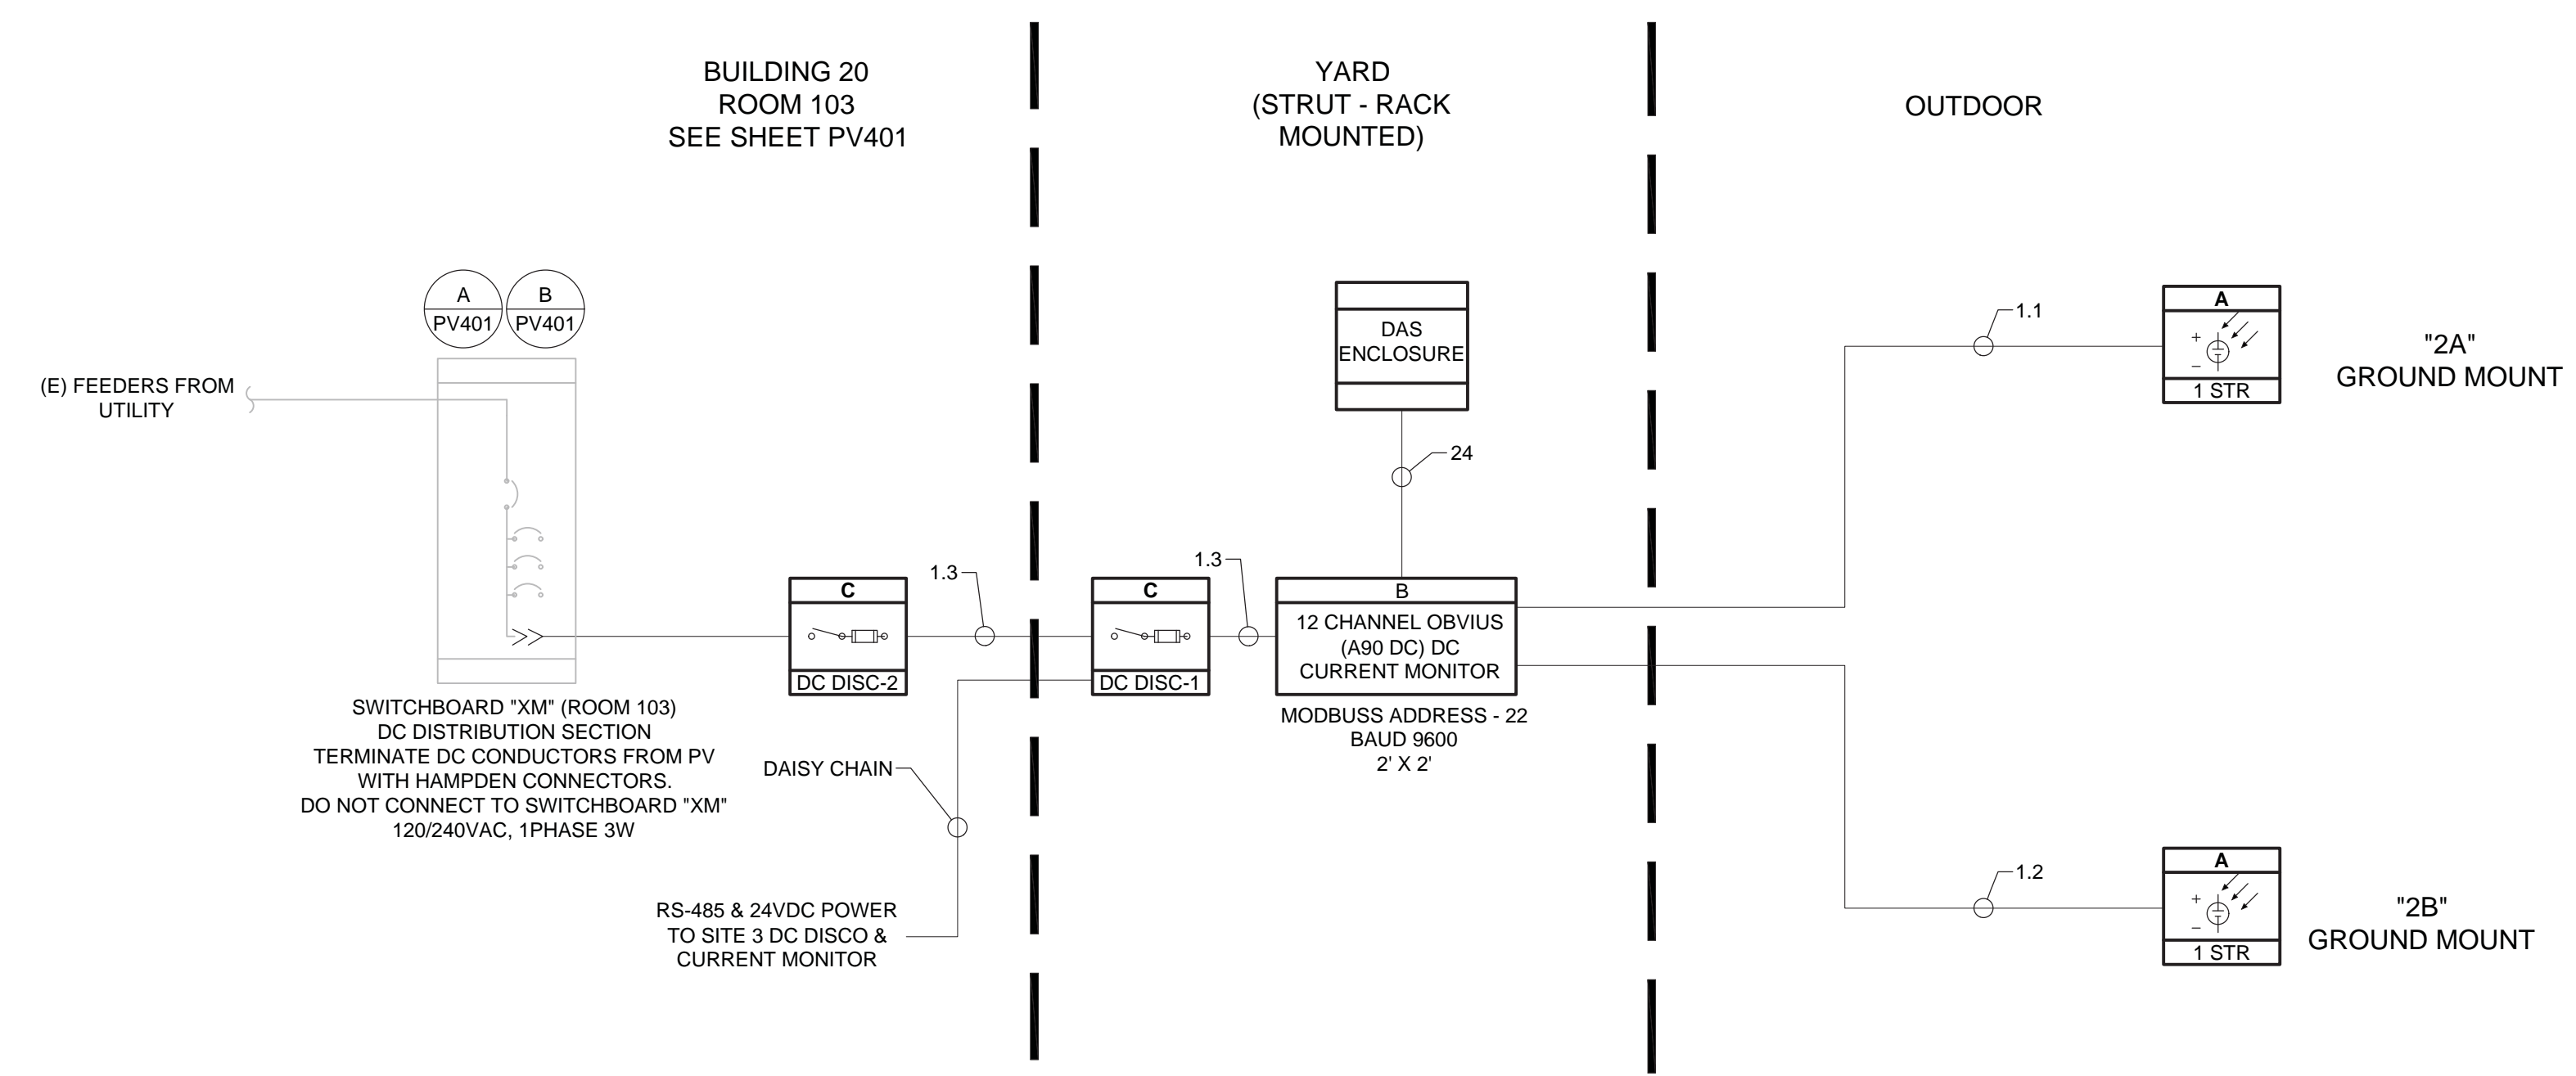 BUILDING 20
ROOM 103
SEE SHEET PV401
YARD
(STRUT - RACK
MOUNTED)
OUTDOOR
A
PV401
B
PV401
(E) FEEDERS FROM
UTILITY
SWITCHBOARD "XM" (ROOM 103)
DC DISTRIBUTION SECTION
TERMINATE DC CONDUCTORS FROM PV
WITH HAMPDEN CONNECTORS.
DO NOT CONNECT TO SWITCHBOARD "XM"
120/240VAC, 1PHASE 3W
C
DC DISC-2
1.3
DAISY CHAIN
RS-485 & 24VDC POWER
TO SITE 3 DC DISCO &
CURRENT MONITOR
C
DC DISC-1
1.3
DAS
ENCLOSURE
24
B
12 CHANNEL OBVIUS
(A90 DC) DC
CURRENT MONITOR
MODBUSS ADDRESS - 22
BAUD 9600
2' X 2'
1.1
A
+
–
1 STR
"2A"
GROUND MOUNT
1.2
A
+
–
1 STR
"2B"
GROUND MOUNT